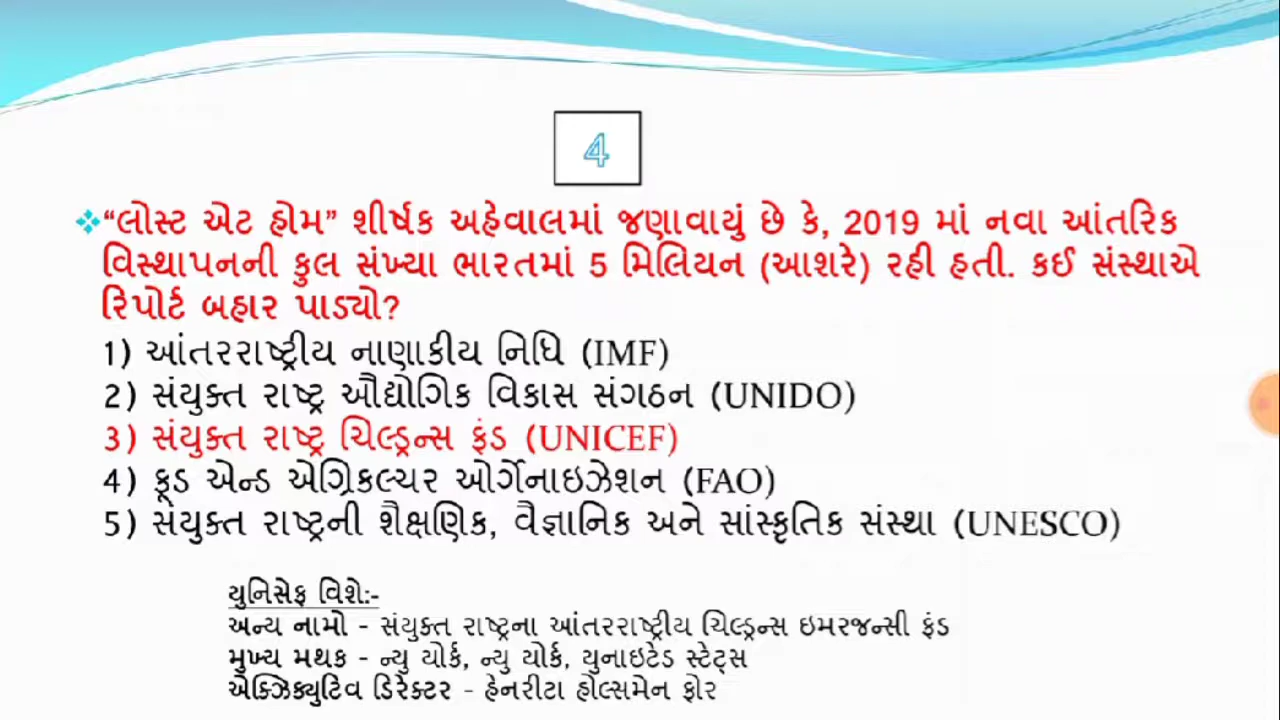 4
“લોસ્ટ એટ હોમ” શીર્ષક અહેવાલમાં જણાવાયું છે કે, 2019 માં નવા આંતરિક
વિસ્થાપનની કુલ સંખ્યા ભારતમાં 5 મિલિયન (આશરે) રહી હતી. કઈ સંસ્થાએ
રિપોર્ટ બહાર પાડ્યો?
1) આંતરરાષ્ટ્રીય નાણાકીય નિધિ (IMF)
2) સંયુક્ત રાષ્ટ્ર ઔદ્યોગિક વિકાસ સંગઠન (UNIDO)
3) સંયુક્ત રાષ્ટ્ર ચિલ્ડ્રન્સ ફંડ (UNICEF)
4) ફૂડ એન્ડ એગ્રિકલ્ચર ઓર્ગેનાઇઝેશન (FAO)
5) સંયુક્ત રાષ્ટ્રની શૈક્ષણિક, વૈજ્ઞાનિક અને સાંસ્કૃતિક સંસ્થા (UNESCO)
યુનિસેફ વિશે:-
અન્ય નામો - સંયુક્ત રાષ્ટ્રના આંતરરાષ્ટ્રીય ચિલ્ડ્રન્સ ઇમરજન્સી ફંડ
મુખ્ય મથક - ન્યુ યોર્ક, ન્યુ યોર્ક, યુનાઇટેડ સ્ટેટ્સ
એક્ઝિક્યુટિવ ડિરેક્ટર - હેનરીટા હોલ્સમેન ફોર